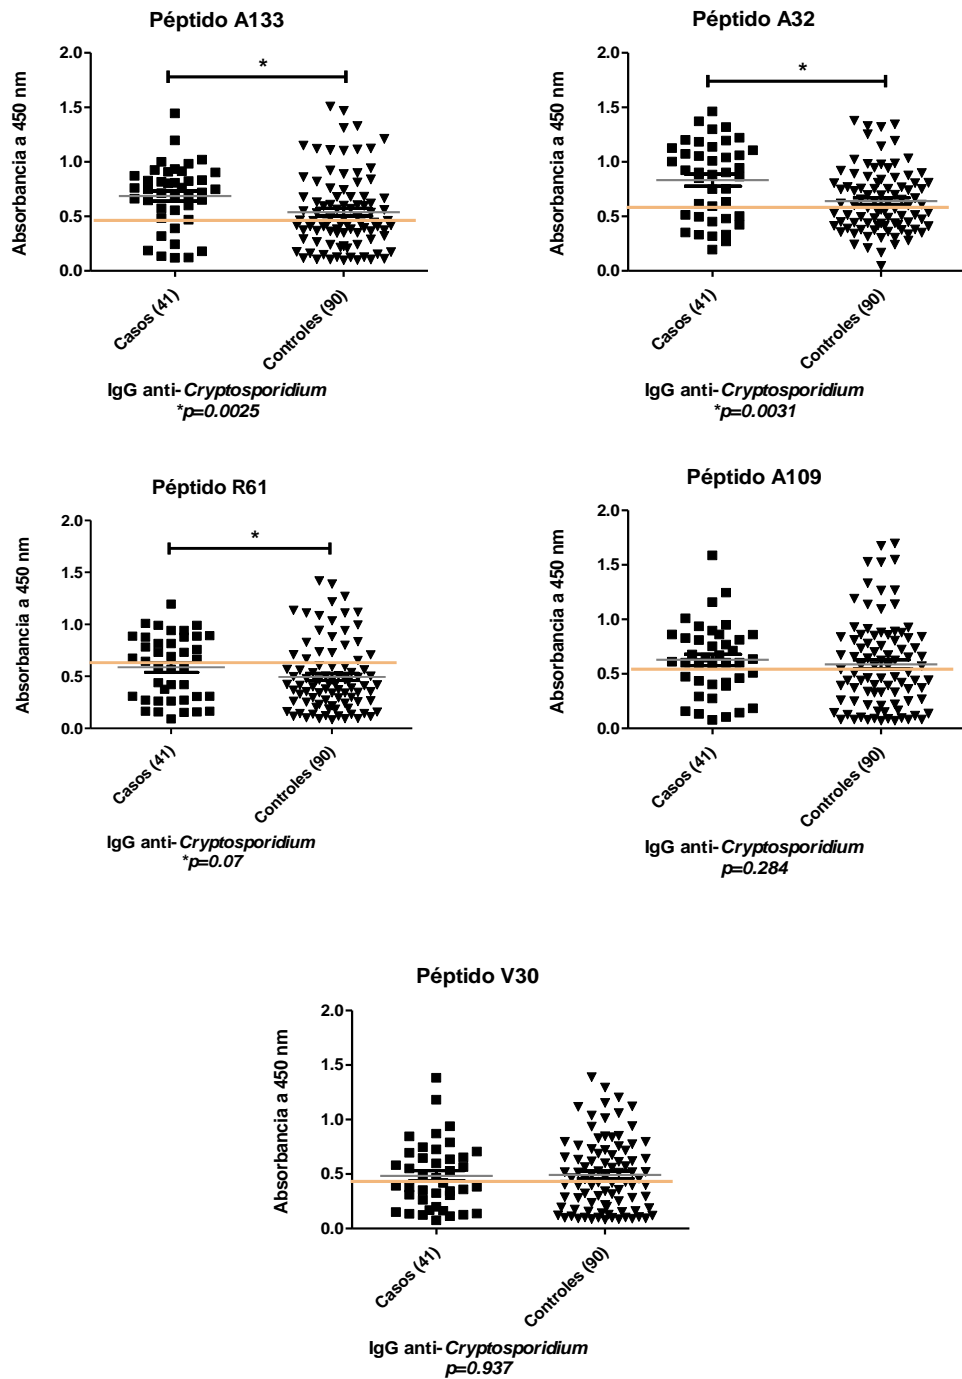 Péptido A133
Absorbancia a 450 nm
2.0
1.5
1.0
0.5
0.0
*
Casos (41)
Controles (90)
IgG anti-Cryptosporidium
*p=0.0025
Péptido A32
Absorbancia a 450 nm
2.0
1.5
1.0
0.5
0.0
*
Casos (41)
Controles (90)
IgG anti-Cryptosporidium
*p=0.0031
Péptido R61
Absorbancia a 450 nm
2.0
1.5
1.0
0.5
0.0
*
Casos (41)
Controles (90)
IgG anti-Cryptosporidium
*p=0.07
Péptido A109
Absorbancia a 450 nm
2.0
1.5
1.0
0.5
0.0
Casos (41)
Controles (90)
IgG anti-Cryptosporidium
p=0.284
Péptido V30
Absorbancia a 450 nm
2.0
1.5
1.0
0.5
0.0
Casos (41)
Controles (90)
IgG anti-Cryptosporidium
p=0.937